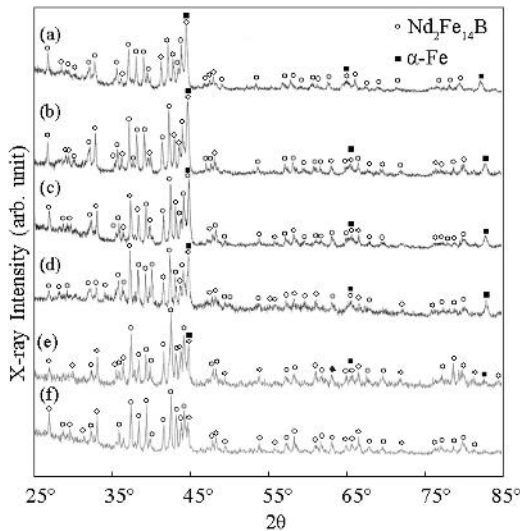 (a)
Nd₂Fe₁₄B
α-Fe
(b)
(c)
(d)
(e)
(f)
X-ray Intensity (arb. unit)
25° 35° 45° 55° 65° 75° 85°
2θ